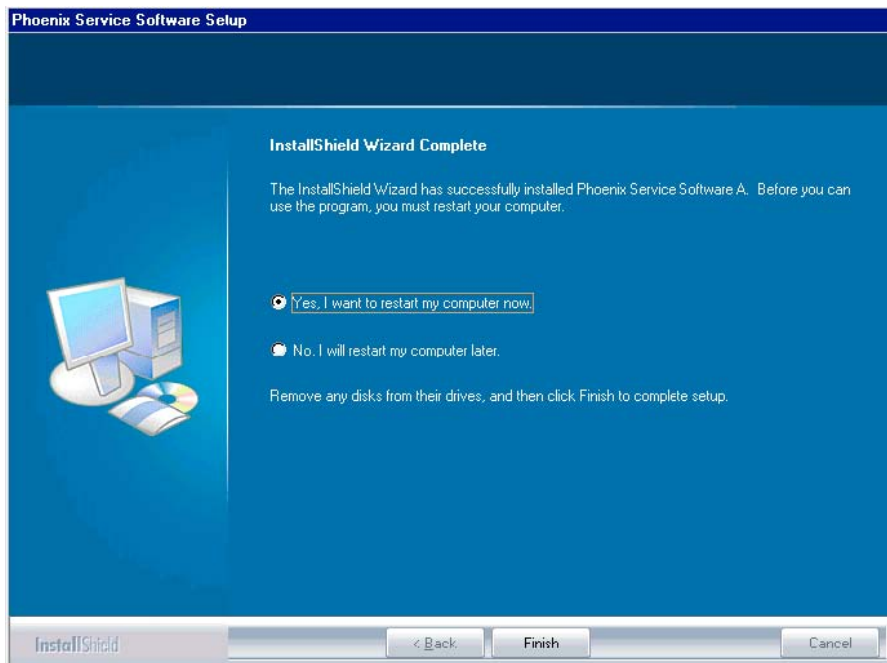 Phoenix Service Software Setup
InstallShield Wizard Complete
The InstallShield Wizard has successfully installed Phoenix Service Software A. Before you can
use the program, you must restart your computer.
Yes, I want to restart my computer now.
No. I will restart my computer later.
Remove any disks from their drives, and then click Finish to complete setup.
InstallShield
< Back
Finish
Cancel